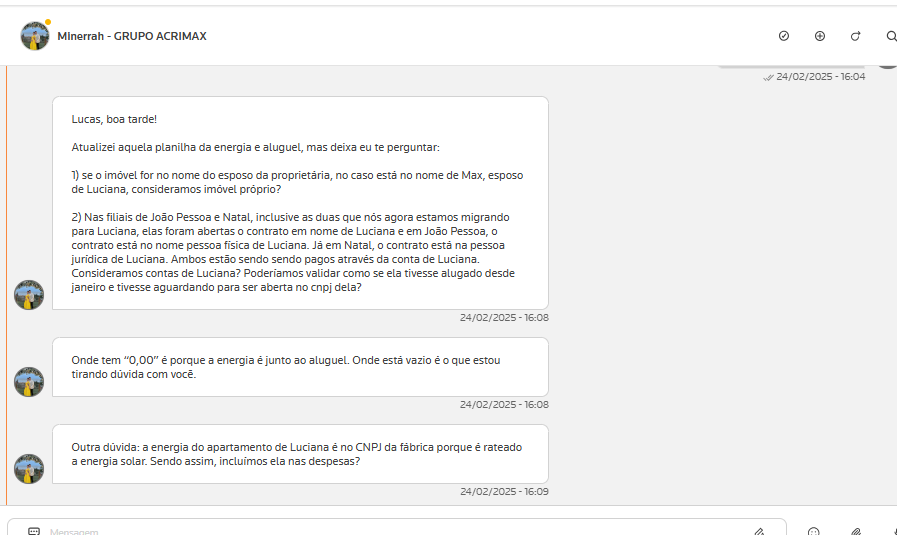 Minerrah - GRUPO ACRIMAX
24/02/2025 - 16:04
Lucas, boa tarde!
Atualizei aquela planilha da energia e aluguel, mas deixa eu te perguntar:
1) se o imóvel for no nome do esposo da proprietária, no caso está no nome de Max, esposo
de Luciana, consideramos imóvel próprio?
2) Nas filiais de João Pessoa e Natal, inclusive as duas que nós agora estamos migrando
para Luciana, elas foram abertas o contrato em nome de Luciana e em João Pessoa, o
contrato está no nome pessoa física de Luciana. Já em Natal, o contrato está na pessoa
jurídica de Luciana. Ambos estão sendo sendo pagos através da conta de Luciana.
Consideramos contas de Luciana? Poderíamos validar como se ela tivesse alugado desde
janeiro e tivesse aguardando para ser aberta no cnpj dela?
24/02/2025 - 16:08
Onde tem “0,00” é porque a energia é junto ao aluguel. Onde está vazio é o que estou
tirando dúvida com você.
24/02/2025 - 16:08
Outra dúvida: a energia do apartamento de Luciana é no CNPJ da fábrica porque é rateado
a energia solar. Sendo assim, incluímos ela nas despesas?
24/02/2025 - 16:09
Mensagem